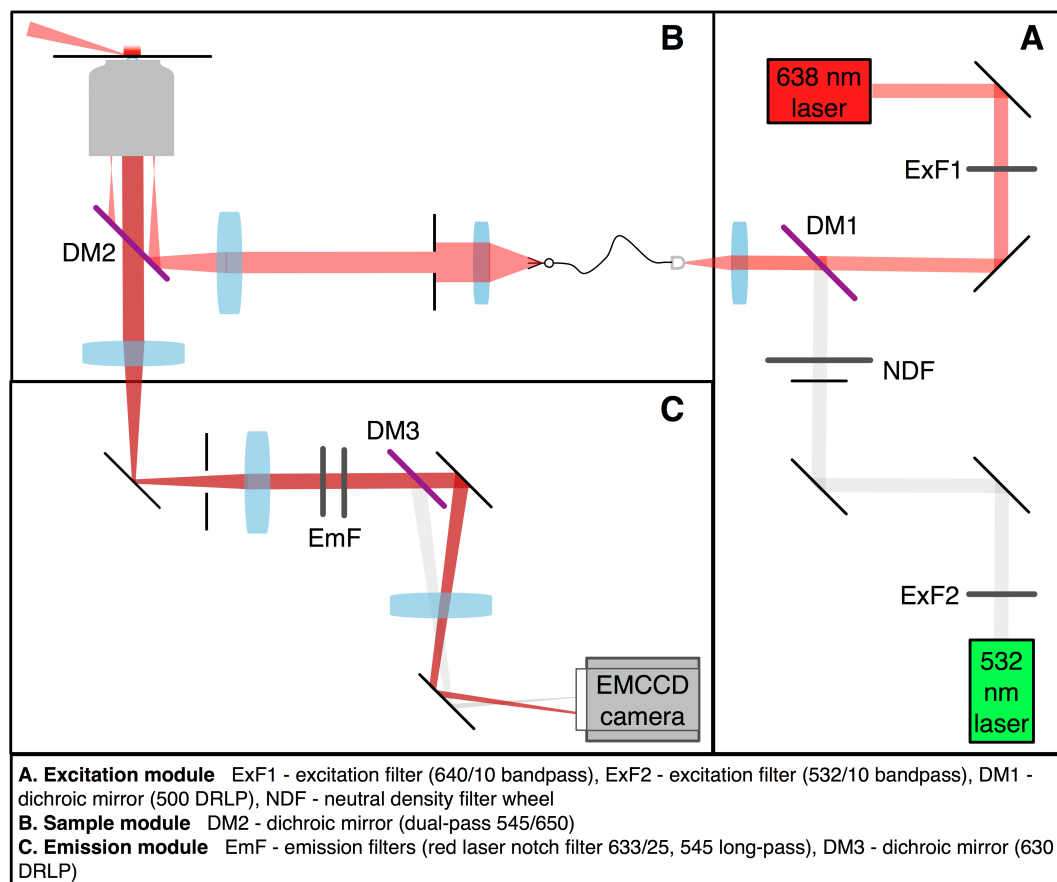 B
A
638 nm
laser
ExF1
DM1
DM2
NDF
C
DM3
EmF
ExF2
EMCCD
camera
532
nm
laser
A. Excitation module ExF1 - excitation filter (640/10 bandpass), ExF2 - excitation filter (532/10 bandpass), DM1 -
dichroic mirror (500 DRLP), NDF - neutral density filter wheel
B. Sample module DM2 - dichroic mirror (dual-pass 545/650)
C. Emission module EmF - emission filters (red laser notch filter 633/25, 545 long-pass), DM3 - dichroic mirror (630
DRLP)